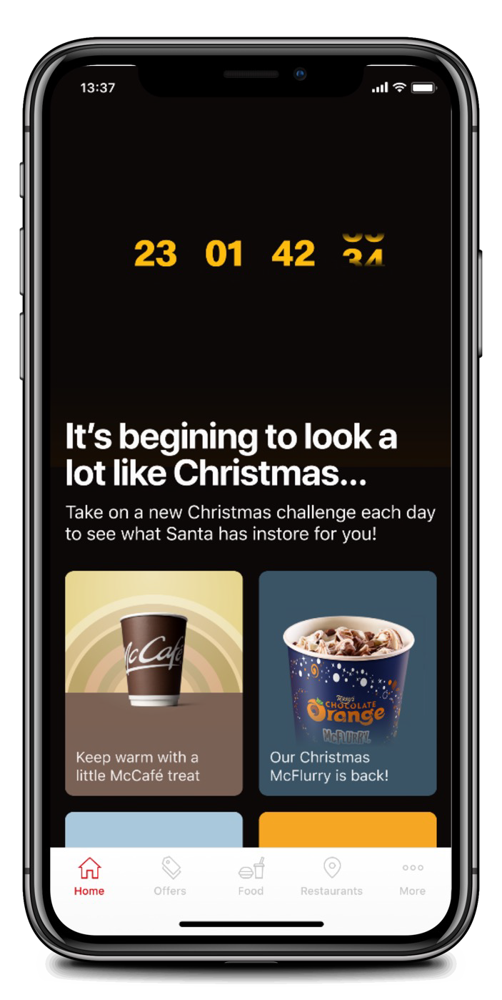 13:37
23 01 42 34
It's begining to look a
lot like Christmas...
Take on a new Christmas challenge each day
to see what Santa has instore for you!
McCafé
Keep warm with a
little McCafé treat
TERRY'S
CHOCOLATE
Orange
McFLURRY
Our Christmas
McFlurry is back!
Home Offers Food Restaurants More